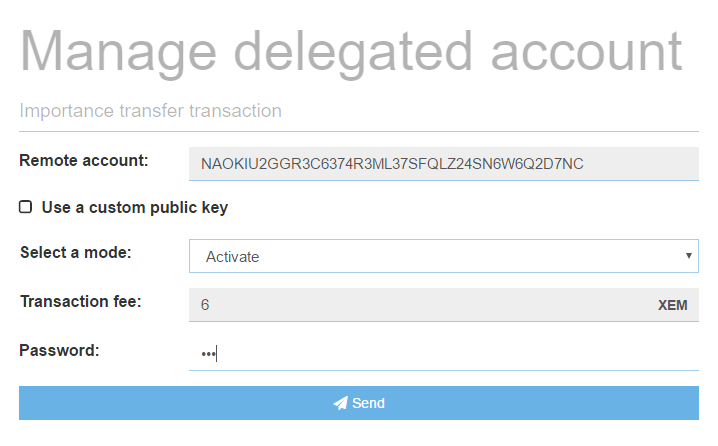 Manage delegated account
Importance transfer transaction
Remote account: NAOKIU2GGR3C6374R3ML37SFQLZ24SN6W6Q2D7NC
Use a custom public key
Select a mode: Activate
Transaction fee: 6 XEM
Password: •••
Send